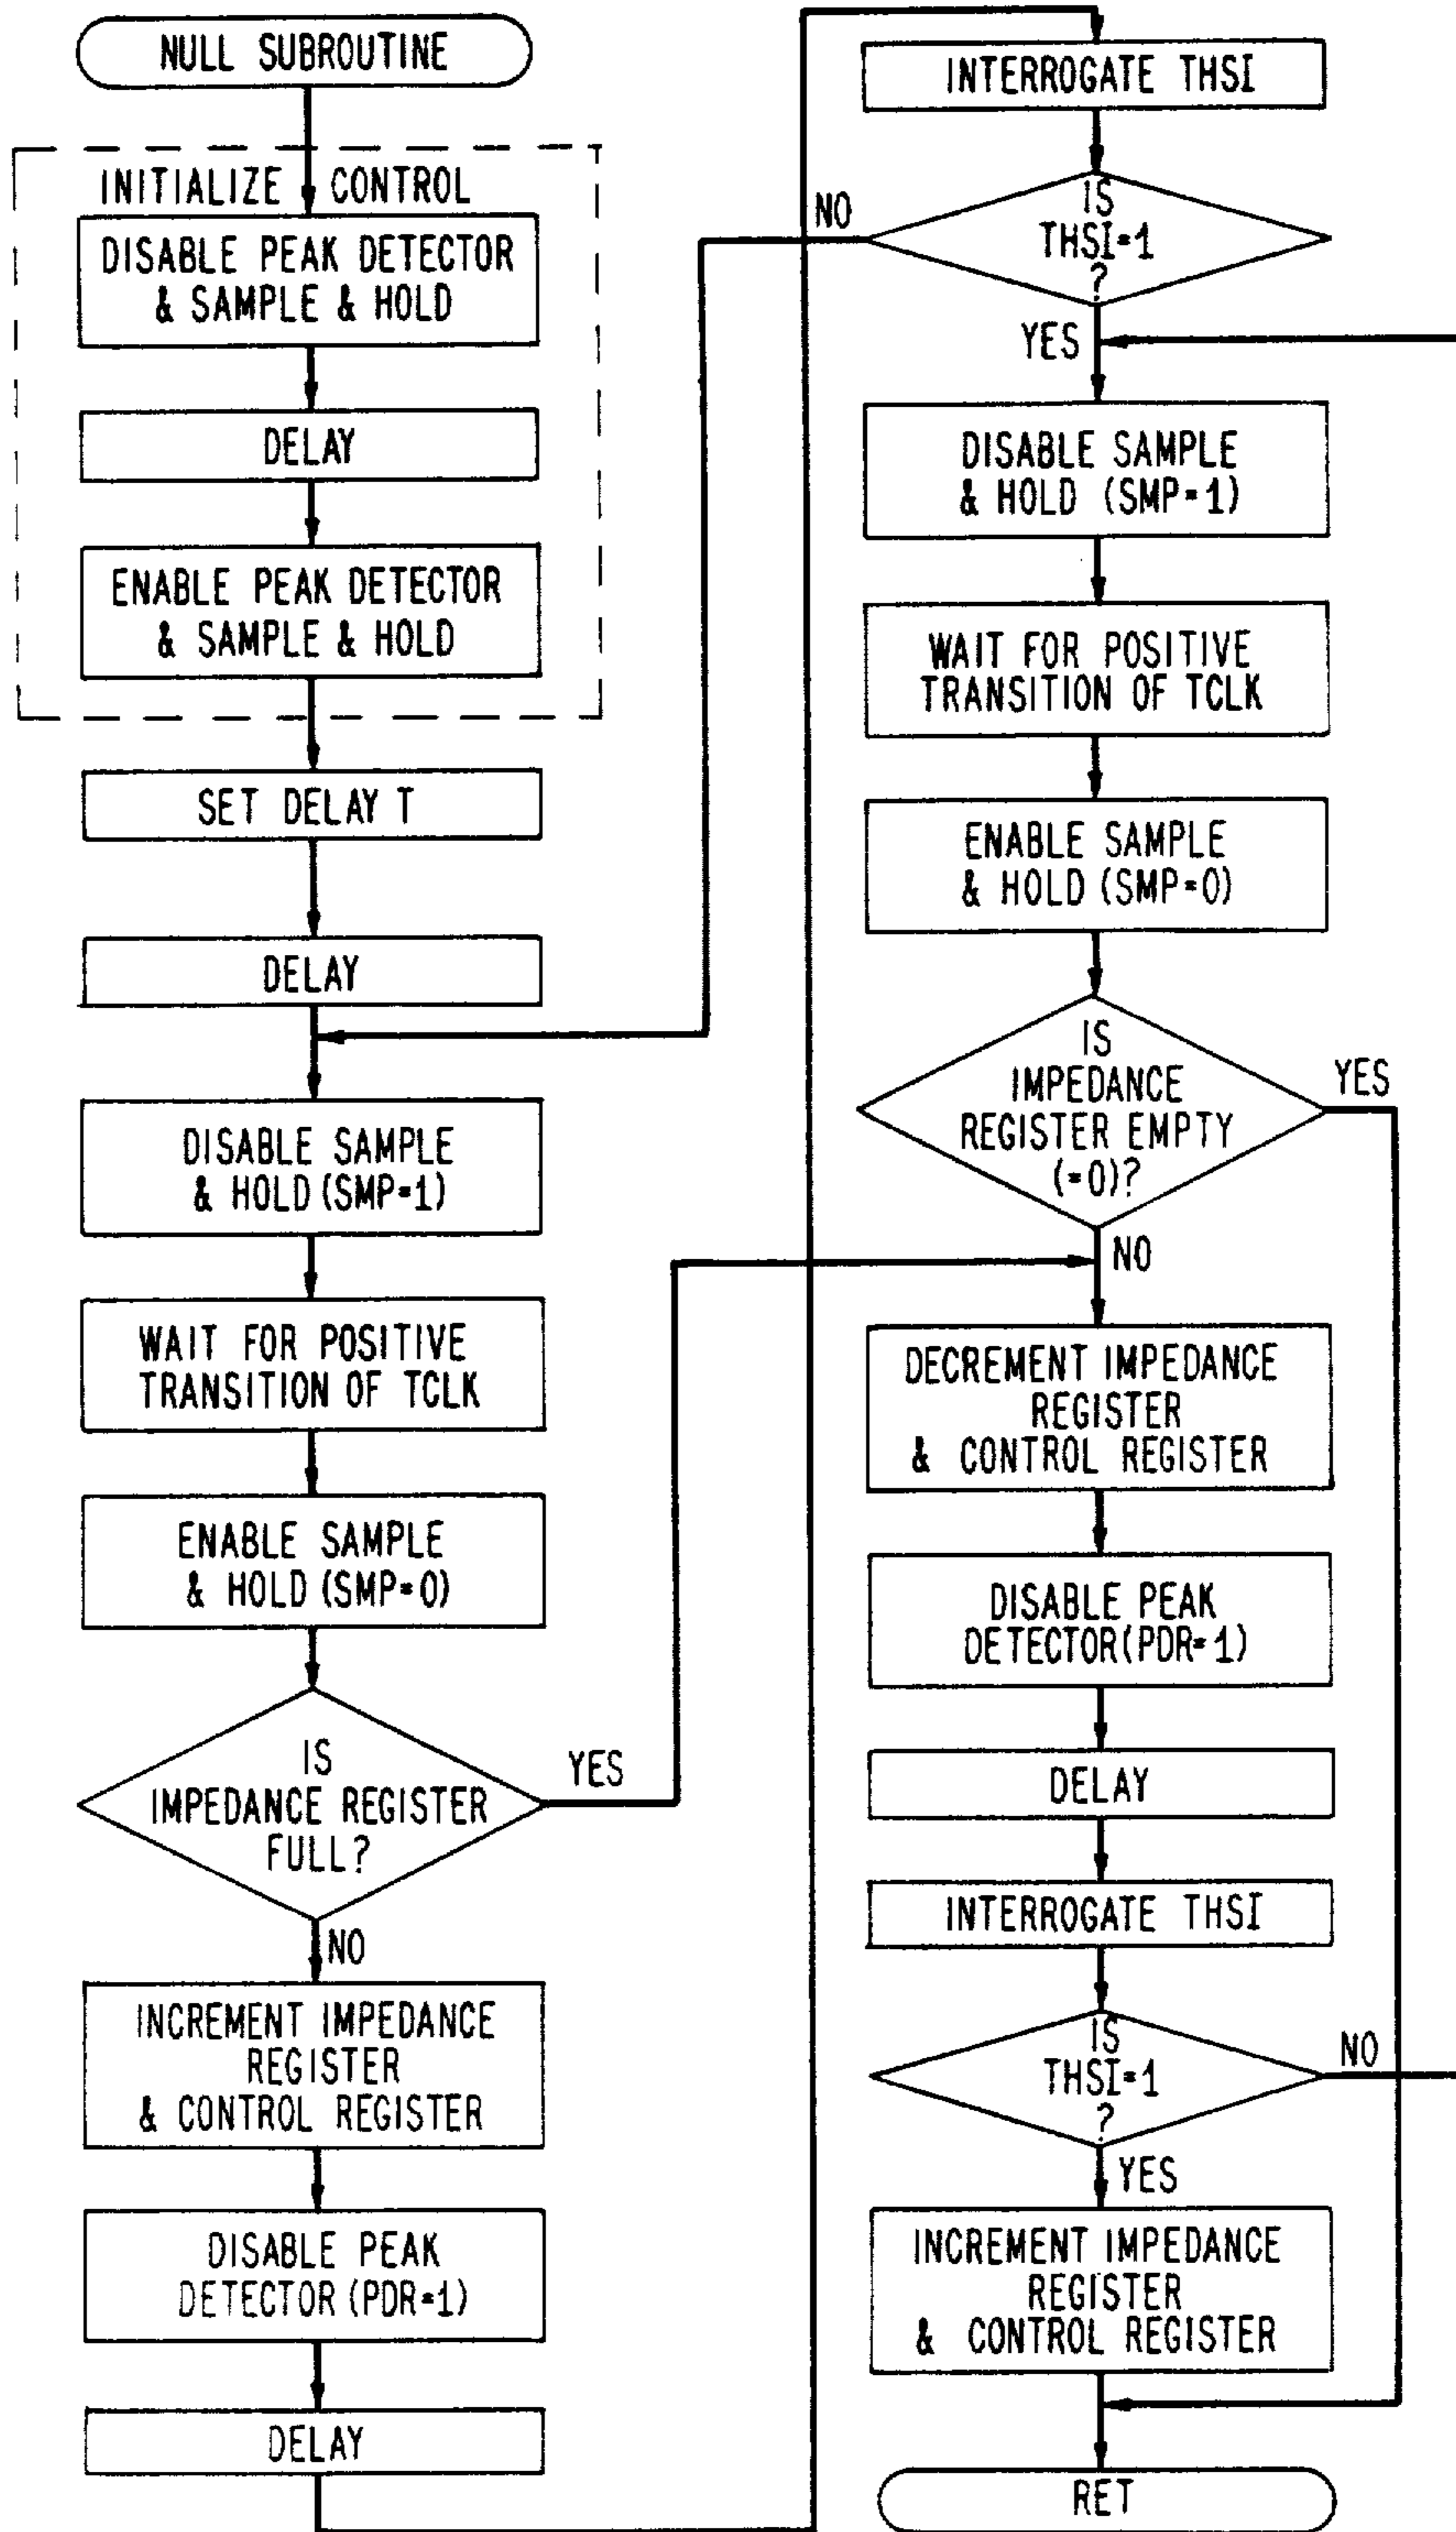 NULL SUBROUTINE
INITIALIZE CONTROL
DISABLE PEAK DETECTOR
& SAMPLE & HOLD
DELAY
ENABLE PEAK DETECTOR
& SAMPLE & HOLD
SET DELAY T
DELAY
DISABLE SAMPLE
& HOLD (SMP=1)
WAIT FOR POSITIVE
TRANSITION OF TCLK
ENABLE SAMPLE
& HOLD (SMP=0)
IS
IMPEDANCE REGISTER
FULL?
YES
NO
INCREMENT IMPEDANCE
REGISTER
& CONTROL REGISTER
DISABLE PEAK
DETECTOR (PDR=1)
DELAY
INTERROGATE THSI
IS
THSI=1
?
NO
YES
DISABLE SAMPLE
& HOLD (SMP=1)
WAIT FOR POSITIVE
TRANSITION OF TCLK
ENABLE SAMPLE
& HOLD (SMP=0)
IS
IMPEDANCE
REGISTER EMPTY
(=0)?
YES
NO
DECREMENT IMPEDANCE
REGISTER
& CONTROL REGISTER
DISABLE PEAK
DETECTOR (PDR=1)
DELAY
INTERROGATE THSI
IS
THSI=1
?
NO
YES
INCREMENT IMPEDANCE
REGISTER
& CONTROL REGISTER
RET